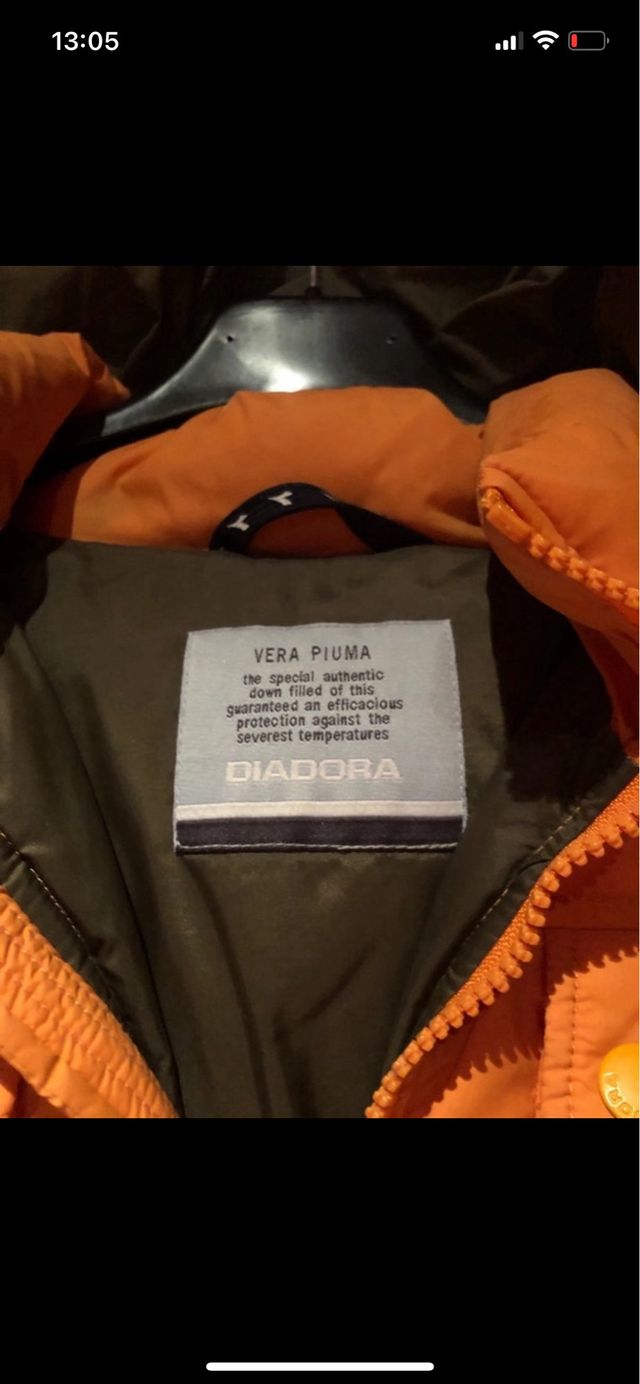 13:05
VERA PIUMA
the special authentic
down filled of this
guaranteed an efficacious
protection against the
severest temperatures
DIADORA